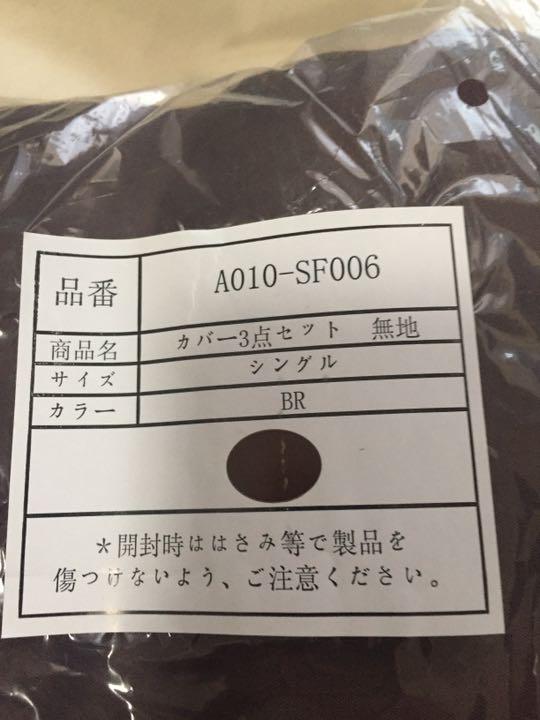 品番 A010-SF006
商品名 カバー3点セット 無地
サイズ シングル
カラー BR
＊開封時ははさみ等で製品を
傷つけないよう、ご注意ください。